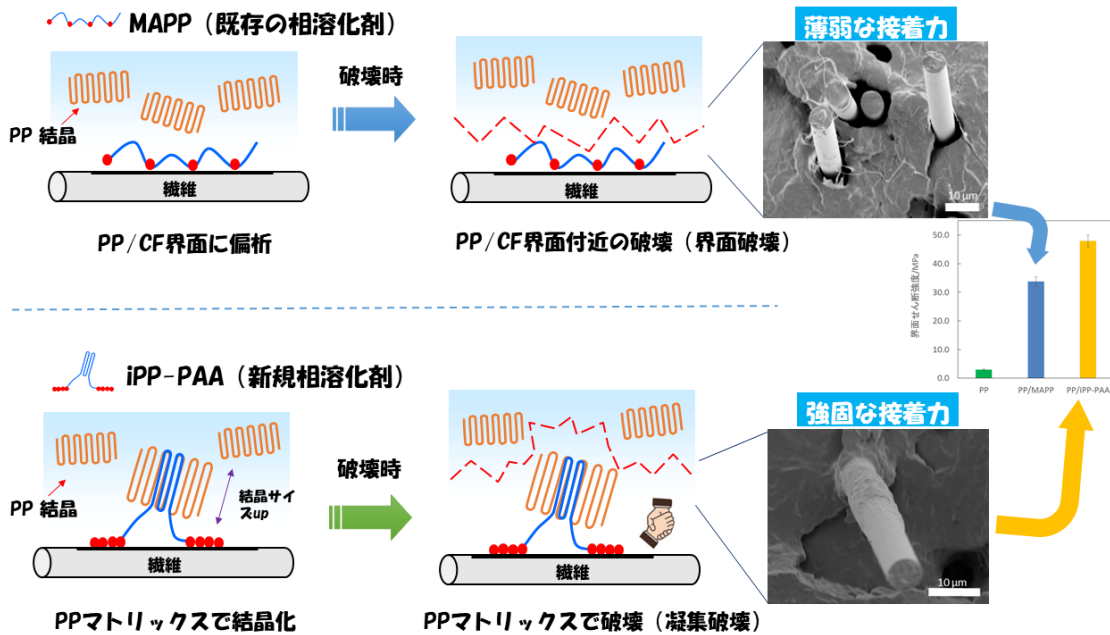 MAPP（既存の相溶化剤）
PP 結晶
繊維
PP/CF界面に偏析
破壊時
繊維
PP/CF界面付近の破壊（界面破壊）
薄弱な接着力
10 μm
界面せん断強度/MPa
50.0
40.0
30.0
20.0
10.0
0.0
PP
PP/MAPP
PP/iPP-PAA
iPP-PAA（新規相溶化剤）
PP 結晶
結晶サイ
ズup
繊維
PPマトリックスで結晶化
破壊時
繊維
PPマトリックスで破壊（凝集破壊）
強固な接着力
10 μm